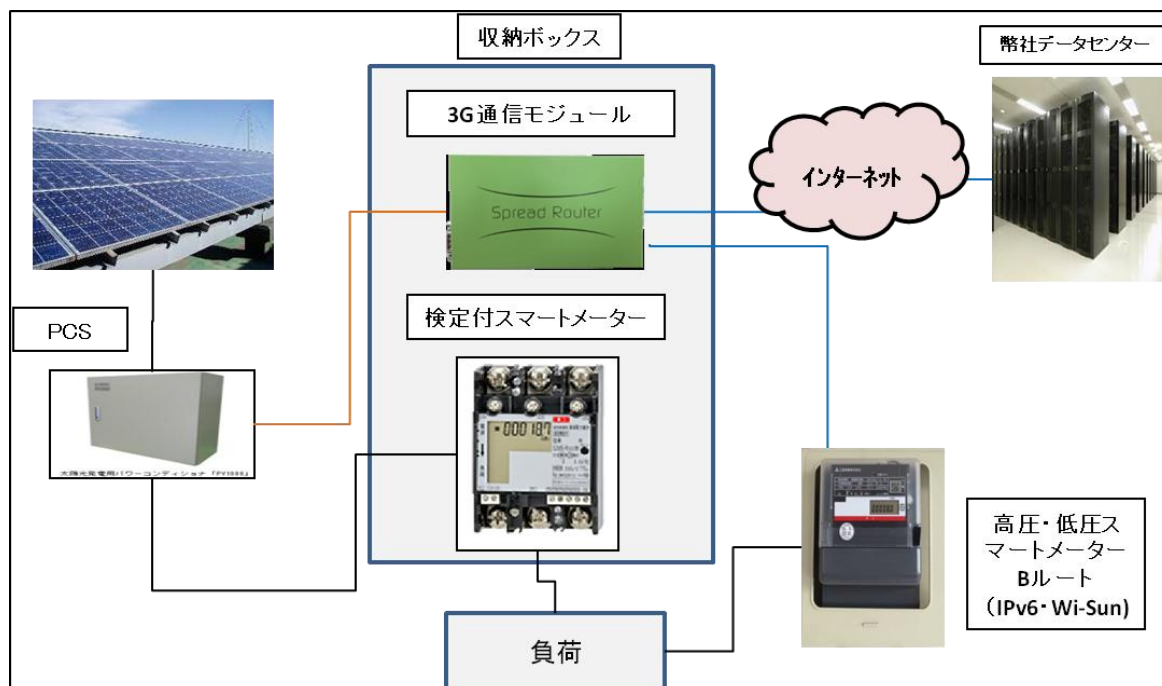 収納ボックス
幣社データセンター
3G通信モジュール
Spread Router
インターネット
検定付スマートメーター
PCS
太陽光発電用パワーコンディショナ「PV1000」
000187
高圧・低圧ス
マートメーター
Bルート
（IPv6・Wi-Sun)
負荷